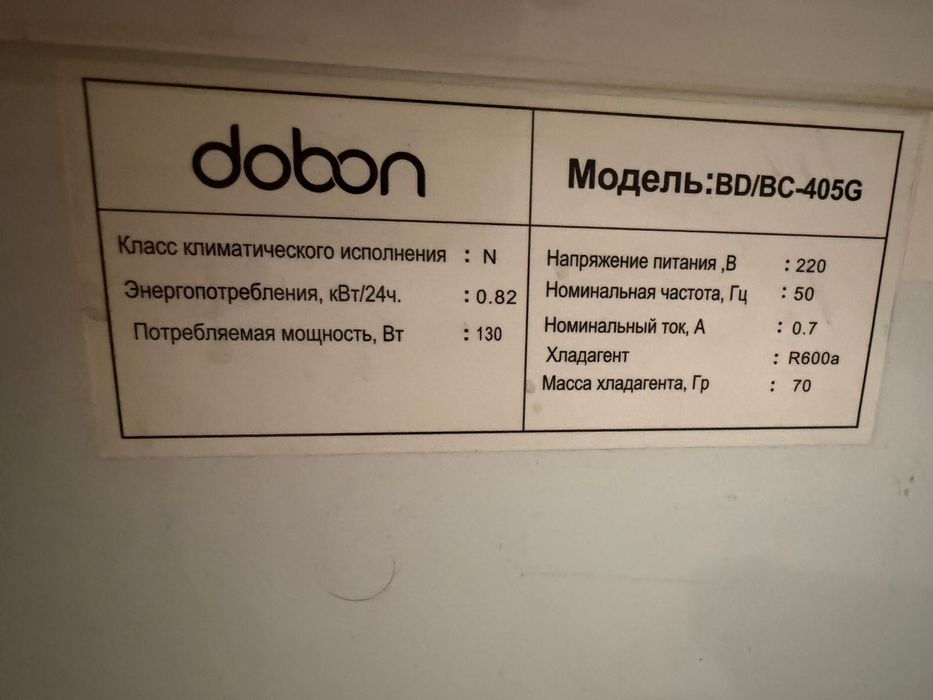 dobon
Модель:BD/BC-405G
Класс климатического исполнения : N
Энергопотребления, кВт/24ч. : 0.82
Потребляемая мощность, Вт : 130
Напряжение питания ,В : 220
Номинальная частота, Гц : 50
Номинальный ток, А : 0.7
Хладагент : R600a
Масса хладагента, Гр : 70